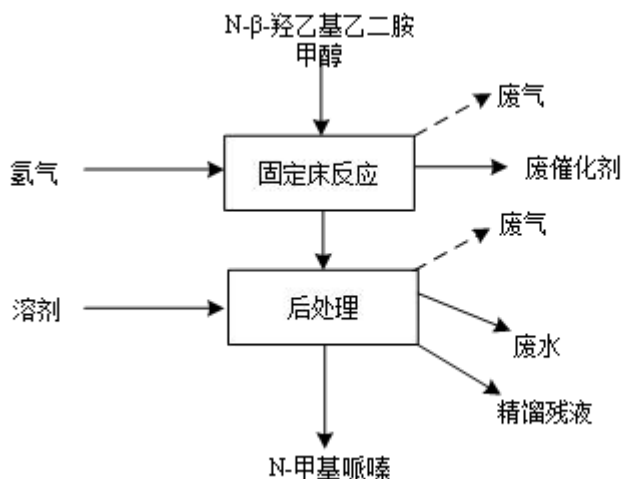 N-β-羟乙基乙二胺
甲醇
废气
氢气
固定床反应
废催化剂
废气
溶剂
后处理
废水
精馏残液
N-甲基哌嗪